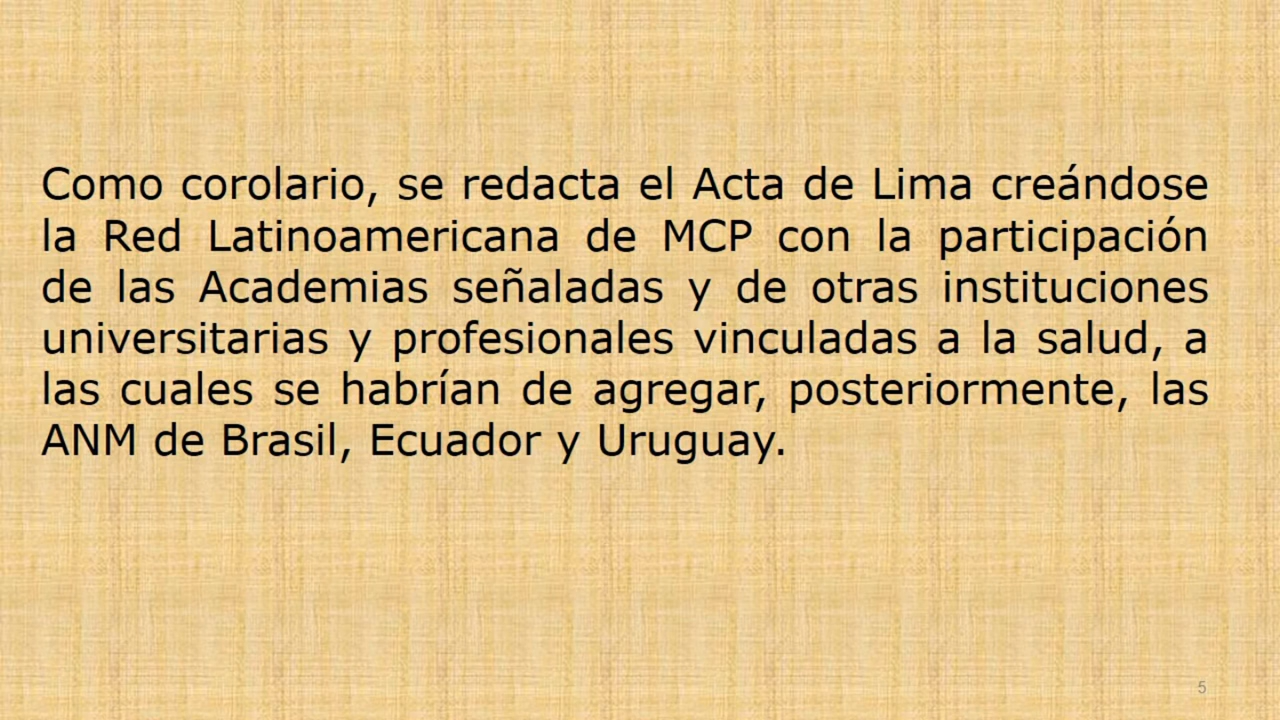 Como corolario, se redacta el Acta de Lima creándose
la Red Latinoamericana de MCP con la participación
de las Academias señaladas y de otras instituciones
universitarias y profesionales vinculadas a la salud, a
las cuales se habrían de agregar, posteriormente, las
ANM de Brasil, Ecuador y Uruguay.
5